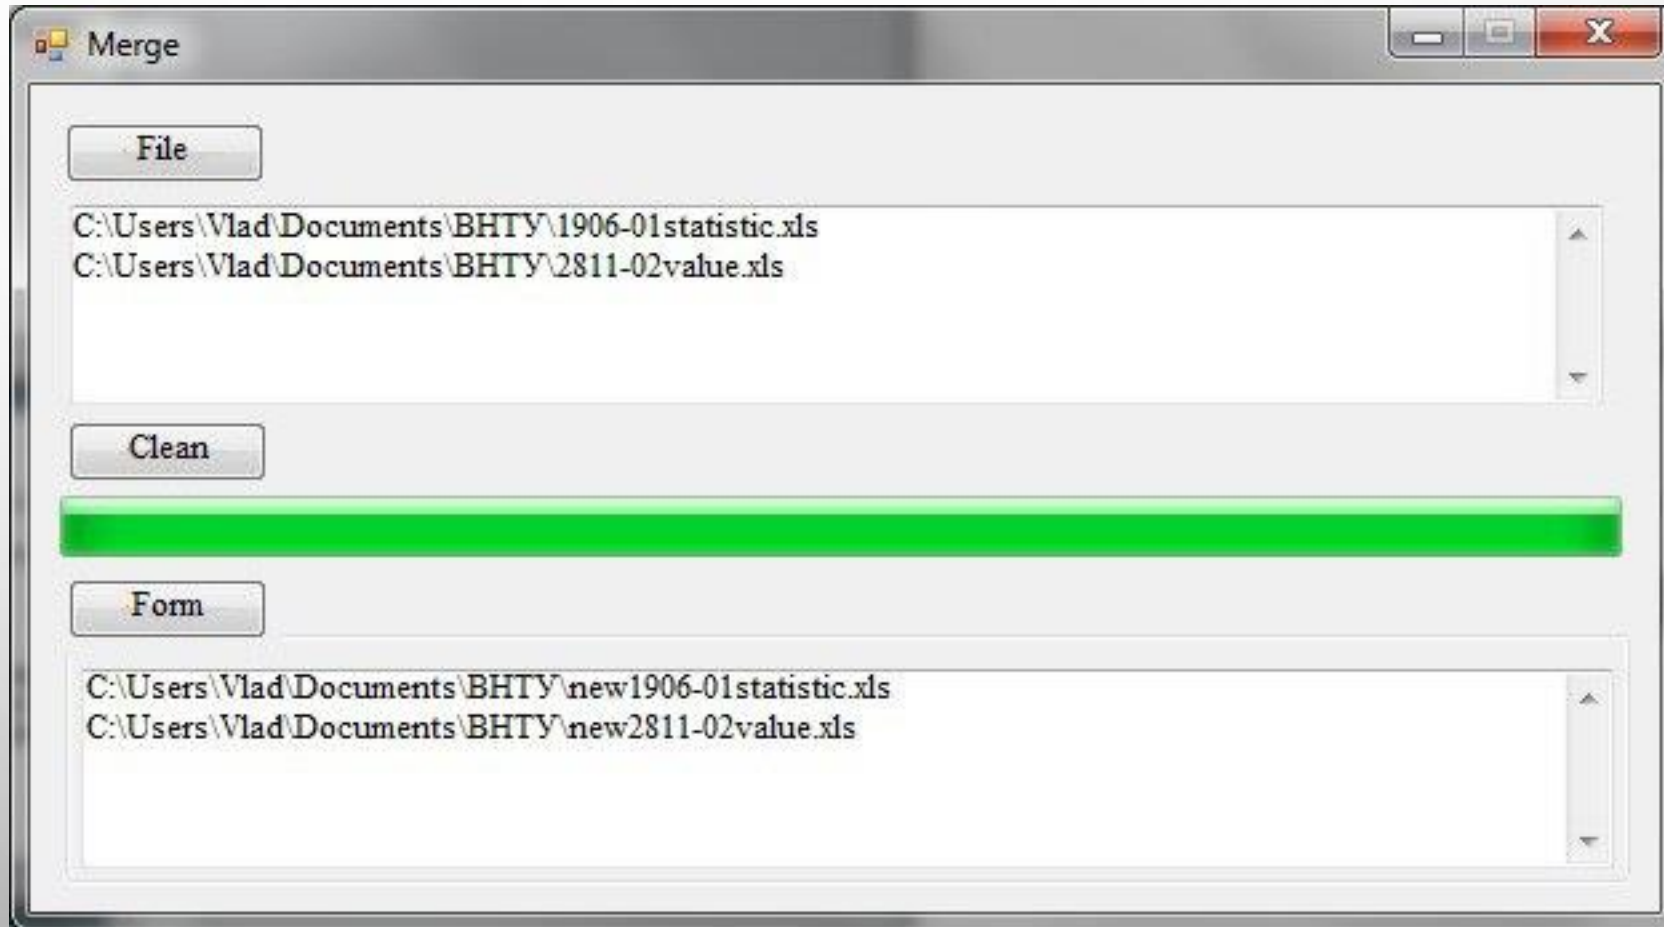 Merge
File
C:\Users\Vlad\Documents\ВНТУ\1906-01statistic.xls
C:\Users\Vlad\Documents\ВНТУ\2811-02value.xls
Clean
Form
C:\Users\Vlad\Documents\ВНТУ\new1906-01statistic.xls
C:\Users\Vlad\Documents\ВНТУ\new2811-02value.xls